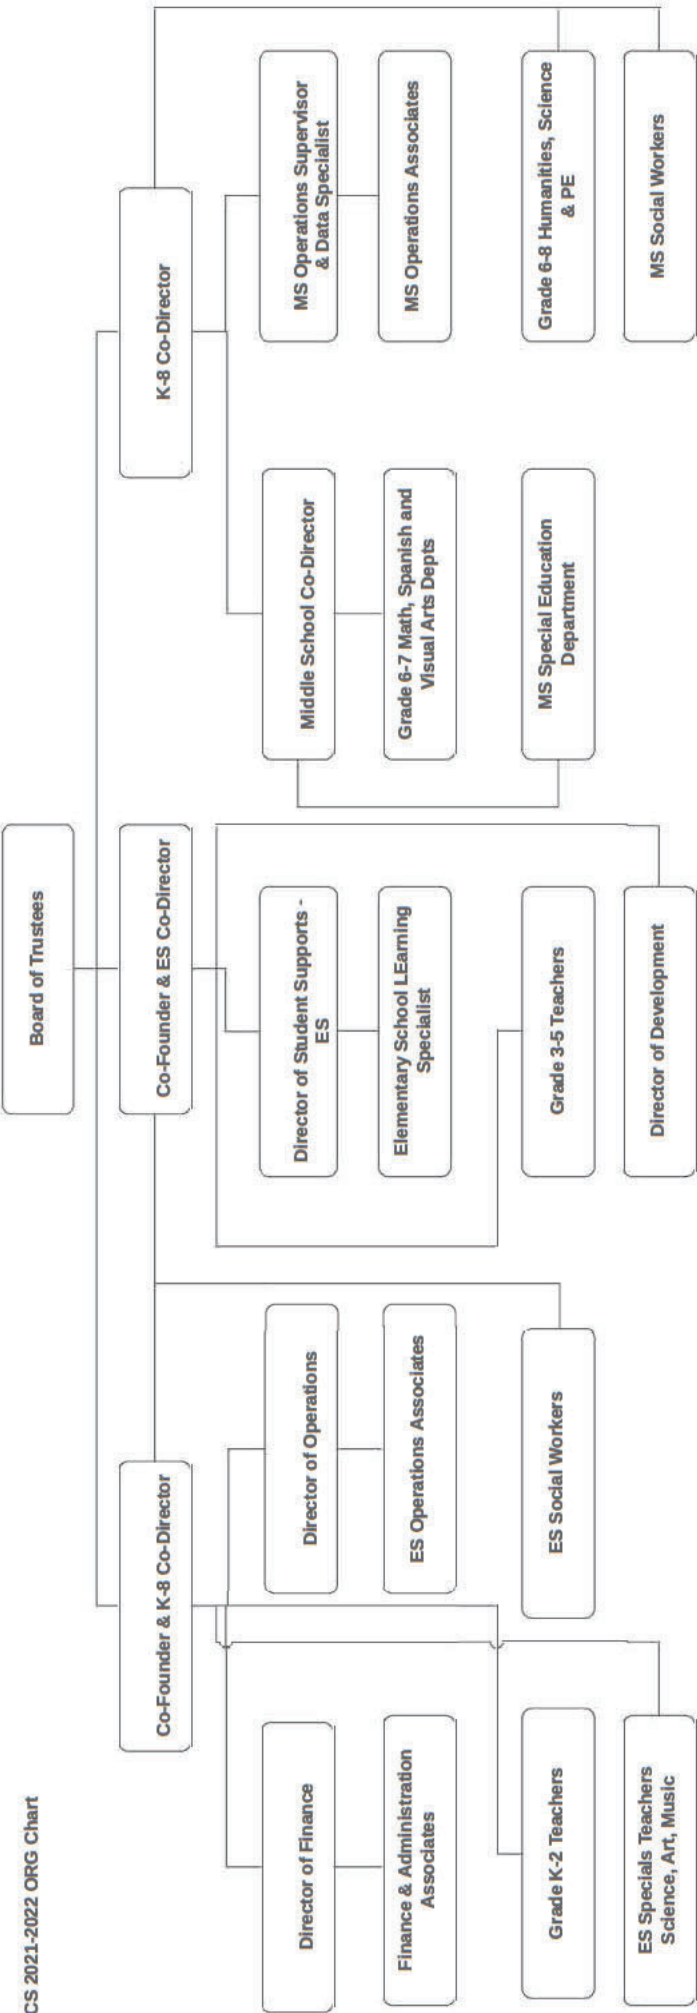 CS 2021-2022 ORG Chart
Board of Trustees
Co-Founder & K-8 Co-Director
Co-Founder & ES Co-Director
K-8 Co-Director
Director of Finance
Director of Operations
Director of Student Supports -
ES
Middle School Co-Director
MS Operations Supervisor
& Data Specialist
Finance & Administration
Associates
ES Operations Associates
Elementary School LEarning
Specialist
Grade 6-7 Math, Spanish and
Visual Arts Depts
MS Operations Associates
Grade K-2 Teachers
ES Social Workers
Grade 3-5 Teachers
MS Special Education
Department
Grade 6-8 Humanities, Science
& PE
ES Specials Teachers
Science, Art, Music
Director of Development
MS Social Workers